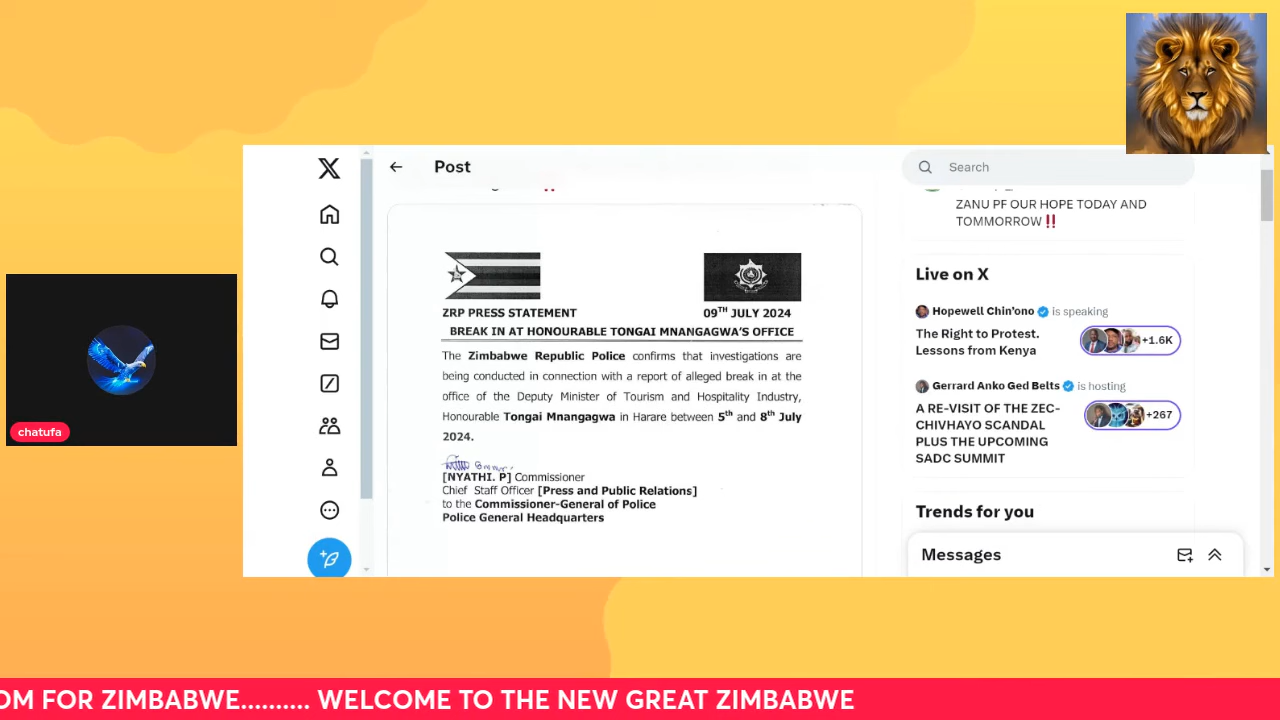 Post
Search
ZRP PRESS STATEMENT
09TH JULY 2024
BREAK IN AT HONOURABLE TONGAI MNANGAGWA'S OFFICE
The Zimbabwe Republic Police confirms that investigations are
being conducted in connection with a report of alleged break in at the
office of the Deputy Minister of Tourism and Hospitality Industry,
Honourable Tongai Mnangagwa in Harare between 5th and 8th July
2024.
[NYATHI. P] Commissioner
Chief Staff Officer [Press and Public Relations]
to the Commissioner-General of Police
Police General Headquarters
ZANU PF OUR HOPE TODAY AND
TOMMORROW ‼
Live on X
Hopewell Chin'ono is speaking
The Right to Protest.
Lessons from Kenya
+1.6K
Gerrard Anko Ged Belts is hosting
A RE-VISIT OF THE ZEC-
CHIVHAYO SCANDAL
PLUS THE UPCOMING
SADC SUMMIT
+267
Trends for you
Messages
chatufa
OM FOR ZIMBABWE.......... WELCOME TO THE NEW GREAT ZIMBABWE